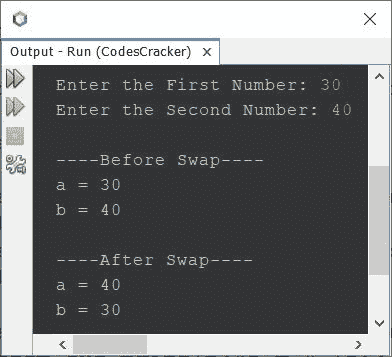 Output - Run (CodesCracker)
Enter the First Number: 30
Enter the Second Number: 40
----Before Swap----
a = 30
b = 40
----After Swap----
a = 40
b = 30